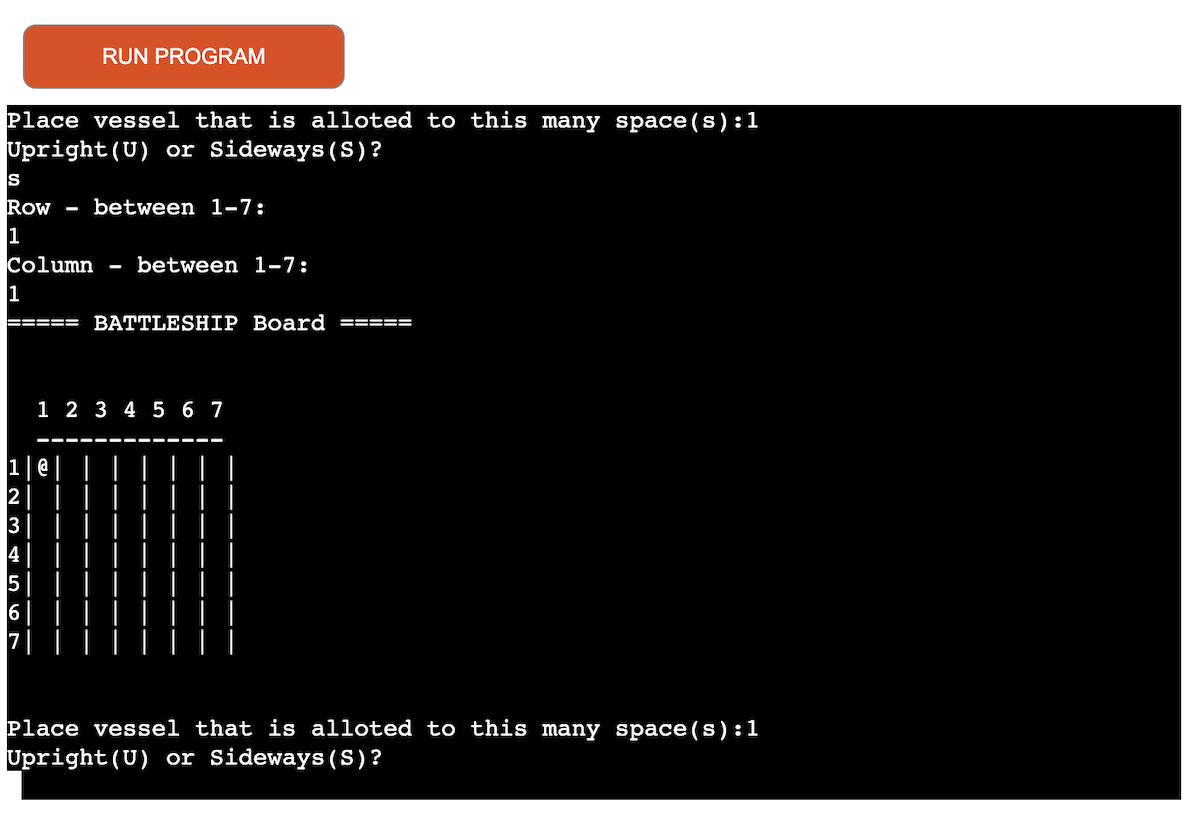 RUN PROGRAM
Place vessel that is alloted to this many space(s):1
Upright(U) or Sideways(S)?
s
Row - between 1-7:
1
Column - between 1-7:
1
===== BATTLESHIP Board =====
  1 2 3 4 5 6 7
  -------------
1|@| | | | | | |
2| | | | | | | |
3| | | | | | | |
4| | | | | | | |
5| | | | | | | |
6| | | | | | | |
7| | | | | | | |
Place vessel that is alloted to this many space(s):1
Upright(U) or Sideways(S)?